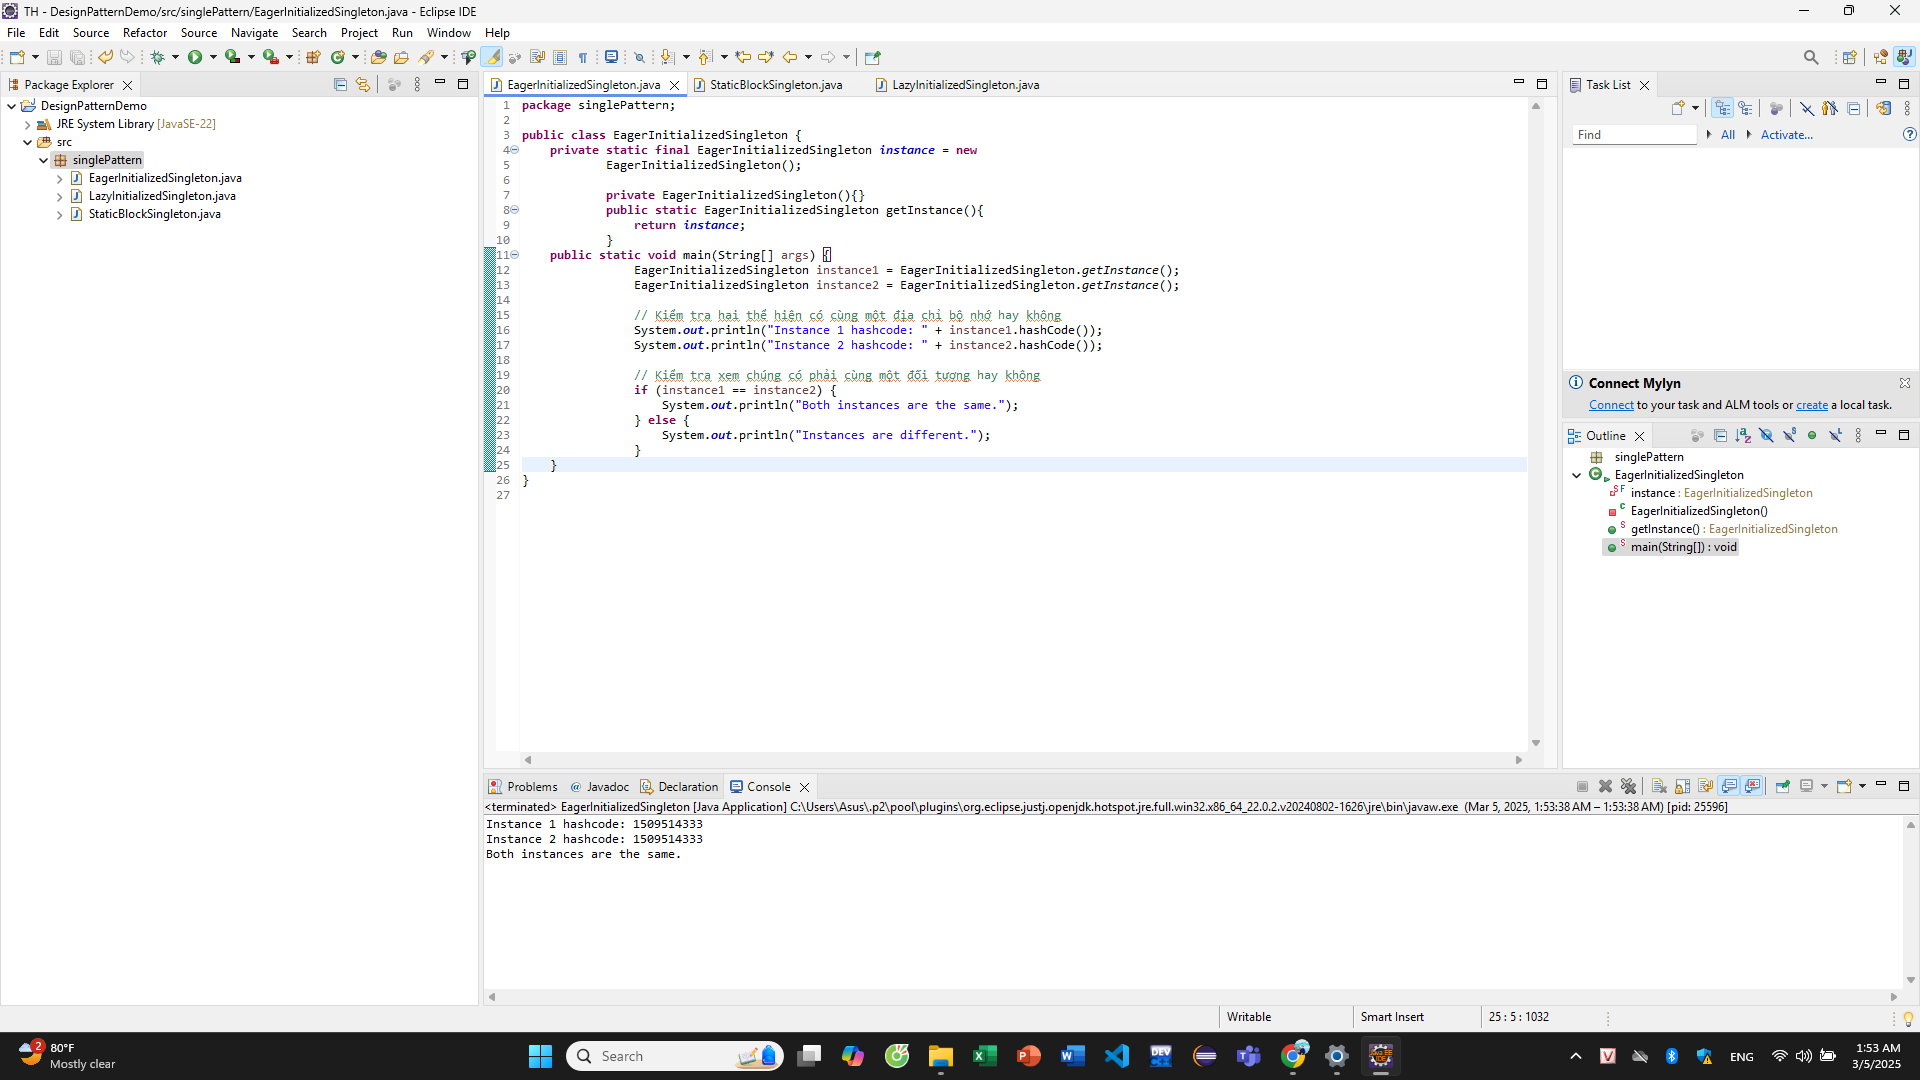 TH - DesignPatternDemo/src/singlePattern/EagerInitializedSingleton.java - Eclipse IDE
File Edit Source Refactor Source Navigate Search Project Run Window Help
Package Explorer
DesignPatternDemo
JRE System Library [JavaSE-22]
src
singlePattern
EagerInitializedSingleton.java
LazyInitializedSingleton.java
StaticBlockSingleton.java
EagerInitializedSingleton.java StaticBlockSingleton.java LazyInitializedSingleton.java
1 package singlePattern;
2
3 public class EagerInitializedSingleton {
4 private static final EagerInitializedSingleton instance = new
5 EagerInitializedSingleton();
6
7 private EagerInitializedSingleton(){}
8 public static EagerInitializedSingleton getInstance(){
9 return instance;
10 }
11 public static void main(String[] args) {
12 EagerInitializedSingleton instance1 = EagerInitializedSingleton.getInstance();
13 EagerInitializedSingleton instance2 = EagerInitializedSingleton.getInstance();
14
15 // Kiểm tra hai thể hiện có cùng một địa chỉ bộ nhớ hay không
16 System.out.println("Instance 1 hashcode: " + instance1.hashCode());
17 System.out.println("Instance 2 hashcode: " + instance2.hashCode());
18
19 // Kiểm tra xem chúng có phải cùng một đối tượng hay không
20 if (instance1 == instance2) {
21 System.out.println("Both instances are the same.");
22 } else {
23 System.out.println("Instances are different.");
24 }
25 }
26 }
27
Task List
Find All Activate...
Connect Mylyn
Connect to your task and ALM tools or create a local task.
Outline
singlePattern
EagerInitializedSingleton
instance : EagerInitializedSingleton
EagerInitializedSingleton()
getInstance() : EagerInitializedSingleton
main(String[]) : void
Problems Javadoc Declaration Console
<terminated> EagerInitializedSingleton [Java Application] C:\Users\Asus\.p2\pool\plugins\org.eclipse.justj.openjdk.hotspot.jre.full.win32.x86_64_22.0.2.v20240802-1626\jre\bin\javaw.exe (Mar 5, 2025, 1:53:38 AM – 1:53:38 AM) [pid: 25596]
Instance 1 hashcode: 1509514333
Instance 2 hashcode: 1509514333
Both instances are the same.
Writable Smart Insert 25 : 5 : 1032
2
80°F
Mostly clear
Search
DEV
ENG
1:53 AM
3/5/2025